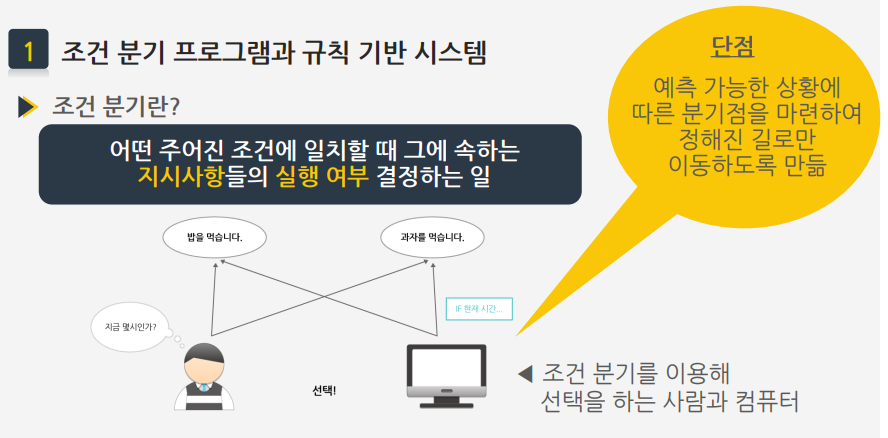 1 조건 분기 프로그램과 규칙 기반 시스템
조건 분기란?
어떤 주어진 조건에 일치할 때 그에 속하는
지시사항들의 실행 여부 결정하는 일
단점
예측 가능한 상황에
따른 분기점을 마련하여
정해진 길로만
이동하도록 만듦
밥을 먹습니다.
과자를 먹습니다.
IF 현재 시간...
지금 몇시인가?
선택!
◀ 조건 분기를 이용해
선택을 하는 사람과 컴퓨터